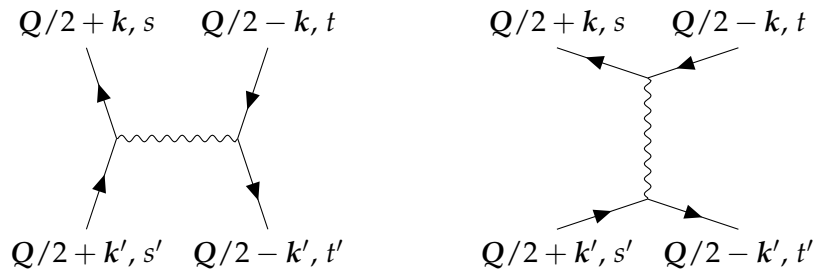 Q/2 + k, s    Q/2 − k, t    Q/2 + k, s    Q/2 − k, t
Q/2 + k′, s′    Q/2 − k′, t′    Q/2 + k′, s′    Q/2 − k′, t′